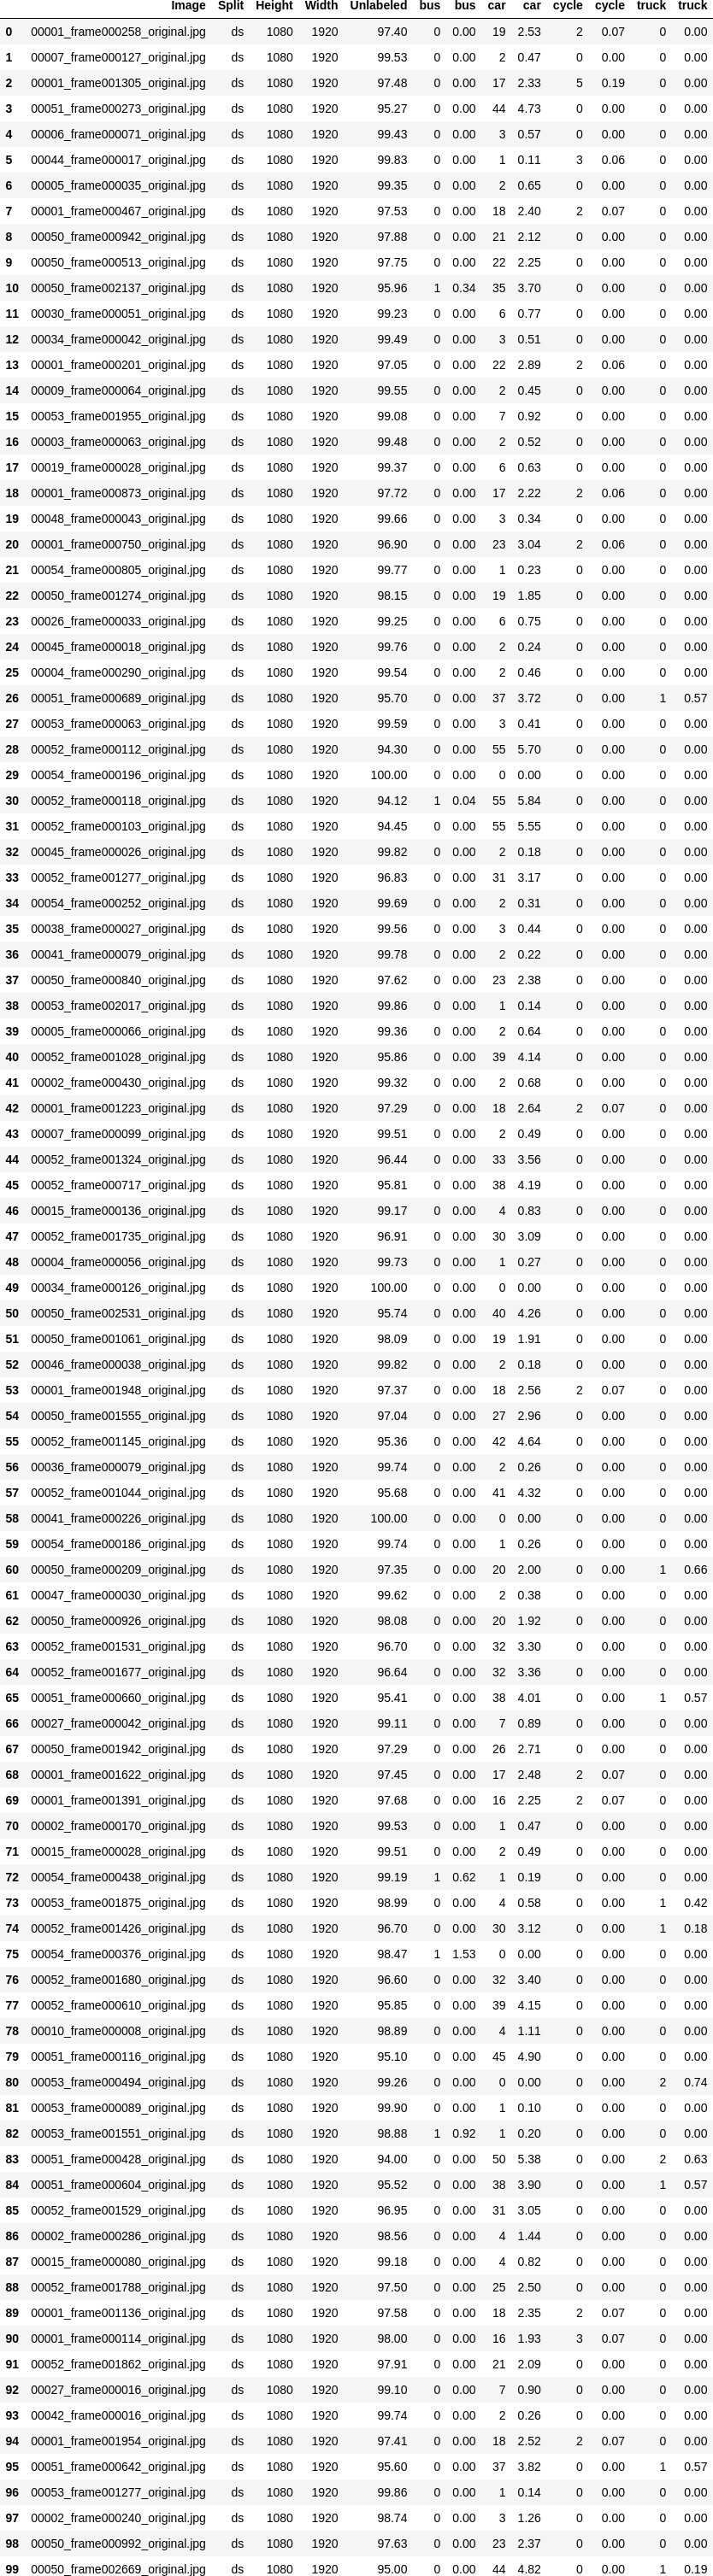 Image Split Height Width Unlabeled bus bus car car cycle cycle truck truck
0 00001_frame000258_original.jpg ds 1080 1920 97.40 0 0.00 19 2.53 2 0.07 0 0.00
1 00007_frame000127_original.jpg ds 1080 1920 99.53 0 0.00 2 0.47 0 0.00 0 0.00
2 00001_frame001305_original.jpg ds 1080 1920 97.48 0 0.00 17 2.33 5 0.19 0 0.00
3 00051_frame000273_original.jpg ds 1080 1920 95.27 0 0.00 44 4.73 0 0.00 0 0.00
4 00006_frame000071_original.jpg ds 1080 1920 99.43 0 0.00 3 0.57 0 0.00 0 0.00
5 00044_frame000017_original.jpg ds 1080 1920 99.83 0 0.00 1 0.11 3 0.06 0 0.00
6 00005_frame000035_original.jpg ds 1080 1920 99.35 0 0.00 2 0.65 0 0.00 0 0.00
7 00001_frame000467_original.jpg ds 1080 1920 97.53 0 0.00 18 2.40 2 0.07 0 0.00
8 00050_frame000942_original.jpg ds 1080 1920 97.88 0 0.00 21 2.12 0 0.00 0 0.00
9 00050_frame000513_original.jpg ds 1080 1920 97.75 0 0.00 22 2.25 0 0.00 0 0.00
10 00050_frame002137_original.jpg ds 1080 1920 95.96 1 0.34 35 3.70 0 0.00 0 0.00
11 00030_frame000051_original.jpg ds 1080 1920 99.23 0 0.00 6 0.77 0 0.00 0 0.00
12 00034_frame000042_original.jpg ds 1080 1920 99.49 0 0.00 3 0.51 0 0.00 0 0.00
13 00001_frame000201_original.jpg ds 1080 1920 97.05 0 0.00 22 2.89 2 0.06 0 0.00
14 00009_frame000064_original.jpg ds 1080 1920 99.55 0 0.00 2 0.45 0 0.00 0 0.00
15 00053_frame001955_original.jpg ds 1080 1920 99.08 0 0.00 7 0.92 0 0.00 0 0.00
16 00003_frame000063_original.jpg ds 1080 1920 99.48 0 0.00 2 0.52 0 0.00 0 0.00
17 00019_frame000028_original.jpg ds 1080 1920 99.37 0 0.00 6 0.63 0 0.00 0 0.00
18 00001_frame000873_original.jpg ds 1080 1920 97.72 0 0.00 17 2.22 2 0.06 0 0.00
19 00048_frame000043_original.jpg ds 1080 1920 99.66 0 0.00 3 0.34 0 0.00 0 0.00
20 00001_frame000750_original.jpg ds 1080 1920 96.90 0 0.00 23 3.04 2 0.06 0 0.00
21 00054_frame000805_original.jpg ds 1080 1920 99.77 0 0.00 1 0.23 0 0.00 0 0.00
22 00050_frame001274_original.jpg ds 1080 1920 98.15 0 0.00 19 1.85 0 0.00 0 0.00
23 00026_frame000033_original.jpg ds 1080 1920 99.25 0 0.00 6 0.75 0 0.00 0 0.00
24 00045_frame000018_original.jpg ds 1080 1920 99.76 0 0.00 2 0.24 0 0.00 0 0.00
25 00004_frame000290_original.jpg ds 1080 1920 99.54 0 0.00 2 0.46 0 0.00 0 0.00
26 00051_frame000689_original.jpg ds 1080 1920 95.70 0 0.00 37 3.72 0 0.00 1 0.57
27 00053_frame000063_original.jpg ds 1080 1920 99.59 0 0.00 3 0.41 0 0.00 0 0.00
28 00052_frame000112_original.jpg ds 1080 1920 94.30 0 0.00 55 5.70 0 0.00 0 0.00
29 00054_frame000196_original.jpg ds 1080 1920 100.00 0 0.00 0 0.00 0 0.00 0 0.00
30 00052_frame000118_original.jpg ds 1080 1920 94.12 1 0.04 55 5.84 0 0.00 0 0.00
31 00052_frame000103_original.jpg ds 1080 1920 94.45 0 0.00 55 5.55 0 0.00 0 0.00
32 00045_frame000026_original.jpg ds 1080 1920 99.82 0 0.00 2 0.18 0 0.00 0 0.00
33 00052_frame001277_original.jpg ds 1080 1920 96.83 0 0.00 31 3.17 0 0.00 0 0.00
34 00054_frame000252_original.jpg ds 1080 1920 99.69 0 0.00 2 0.31 0 0.00 0 0.00
35 00038_frame000027_original.jpg ds 1080 1920 99.56 0 0.00 3 0.44 0 0.00 0 0.00
36 00041_frame000079_original.jpg ds 1080 1920 99.78 0 0.00 2 0.22 0 0.00 0 0.00
37 00050_frame000840_original.jpg ds 1080 1920 97.62 0 0.00 23 2.38 0 0.00 0 0.00
38 00053_frame002017_original.jpg ds 1080 1920 99.86 0 0.00 1 0.14 0 0.00 0 0.00
39 00005_frame000066_original.jpg ds 1080 1920 99.36 0 0.00 2 0.64 0 0.00 0 0.00
40 00052_frame001028_original.jpg ds 1080 1920 95.86 0 0.00 39 4.14 0 0.00 0 0.00
41 00002_frame000430_original.jpg ds 1080 1920 99.32 0 0.00 2 0.68 0 0.00 0 0.00
42 00001_frame001223_original.jpg ds 1080 1920 97.29 0 0.00 18 2.64 2 0.07 0 0.00
43 00007_frame000099_original.jpg ds 1080 1920 99.51 0 0.00 2 0.49 0 0.00 0 0.00
44 00052_frame001324_original.jpg ds 1080 1920 96.44 0 0.00 33 3.56 0 0.00 0 0.00
45 00052_frame000717_original.jpg ds 1080 1920 95.81 0 0.00 38 4.19 0 0.00 0 0.00
46 00015_frame000136_original.jpg ds 1080 1920 99.17 0 0.00 4 0.83 0 0.00 0 0.00
47 00052_frame001735_original.jpg ds 1080 1920 96.91 0 0.00 30 3.09 0 0.00 0 0.00
48 00004_frame000056_original.jpg ds 1080 1920 99.73 0 0.00 1 0.27 0 0.00 0 0.00
49 00034_frame000126_original.jpg ds 1080 1920 100.00 0 0.00 0 0.00 0 0.00 0 0.00
50 00050_frame002531_original.jpg ds 1080 1920 95.74 0 0.00 40 4.26 0 0.00 0 0.00
51 00050_frame001061_original.jpg ds 1080 1920 98.09 0 0.00 19 1.91 0 0.00 0 0.00
52 00046_frame000038_original.jpg ds 1080 1920 99.82 0 0.00 2 0.18 0 0.00 0 0.00
53 00001_frame001948_original.jpg ds 1080 1920 97.37 0 0.00 18 2.56 2 0.07 0 0.00
54 00050_frame001555_original.jpg ds 1080 1920 97.04 0 0.00 27 2.96 0 0.00 0 0.00
55 00052_frame001145_original.jpg ds 1080 1920 95.36 0 0.00 42 4.64 0 0.00 0 0.00
56 00036_frame000079_original.jpg ds 1080 1920 99.74 0 0.00 2 0.26 0 0.00 0 0.00
57 00052_frame001044_original.jpg ds 1080 1920 95.68 0 0.00 41 4.32 0 0.00 0 0.00
58 00041_frame000226_original.jpg ds 1080 1920 100.00 0 0.00 0 0.00 0 0.00 0 0.00
59 00054_frame000186_original.jpg ds 1080 1920 99.74 0 0.00 1 0.26 0 0.00 0 0.00
60 00050_frame000209_original.jpg ds 1080 1920 97.35 0 0.00 20 2.00 0 0.00 1 0.66
61 00047_frame000030_original.jpg ds 1080 1920 99.62 0 0.00 2 0.38 0 0.00 0 0.00
62 00050_frame000926_original.jpg ds 1080 1920 98.08 0 0.00 20 1.92 0 0.00 0 0.00
63 00052_frame001531_original.jpg ds 1080 1920 96.70 0 0.00 32 3.30 0 0.00 0 0.00
64 00052_frame001677_original.jpg ds 1080 1920 96.64 0 0.00 32 3.36 0 0.00 0 0.00
65 00051_frame000660_original.jpg ds 1080 1920 95.41 0 0.00 38 4.01 0 0.00 1 0.57
66 00027_frame000042_original.jpg ds 1080 1920 99.11 0 0.00 7 0.89 0 0.00 0 0.00
67 00050_frame001942_original.jpg ds 1080 1920 97.29 0 0.00 26 2.71 0 0.00 0 0.00
68 00001_frame001622_original.jpg ds 1080 1920 97.45 0 0.00 17 2.48 2 0.07 0 0.00
69 00001_frame001391_original.jpg ds 1080 1920 97.68 0 0.00 16 2.25 2 0.07 0 0.00
70 00002_frame000170_original.jpg ds 1080 1920 99.53 0 0.00 1 0.47 0 0.00 0 0.00
71 00015_frame000028_original.jpg ds 1080 1920 99.51 0 0.00 2 0.49 0 0.00 0 0.00
72 00054_frame000438_original.jpg ds 1080 1920 99.19 1 0.62 1 0.19 0 0.00 0 0.00
73 00053_frame001875_original.jpg ds 1080 1920 98.99 0 0.00 4 0.58 0 0.00 1 0.42
74 00052_frame001426_original.jpg ds 1080 1920 96.70 0 0.00 30 3.12 0 0.00 1 0.18
75 00054_frame000376_original.jpg ds 1080 1920 98.47 1 1.53 0 0.00 0 0.00 0 0.00
76 00052_frame001680_original.jpg ds 1080 1920 96.60 0 0.00 32 3.40 0 0.00 0 0.00
77 00052_frame000610_original.jpg ds 1080 1920 95.85 0 0.00 39 4.15 0 0.00 0 0.00
78 00010_frame000008_original.jpg ds 1080 1920 98.89 0 0.00 4 1.11 0 0.00 0 0.00
79 00051_frame000116_original.jpg ds 1080 1920 95.10 0 0.00 45 4.90 0 0.00 0 0.00
80 00053_frame000494_original.jpg ds 1080 1920 99.26 0 0.00 0 0.00 0 0.00 2 0.74
81 00053_frame000089_original.jpg ds 1080 1920 99.90 0 0.00 1 0.10 0 0.00 0 0.00
82 00053_frame001551_original.jpg ds 1080 1920 98.88 1 0.92 1 0.20 0 0.00 0 0.00
83 00051_frame000428_original.jpg ds 1080 1920 94.00 0 0.00 50 5.38 0 0.00 2 0.63
84 00051_frame000604_original.jpg ds 1080 1920 95.52 0 0.00 38 3.90 0 0.00 1 0.57
85 00052_frame001529_original.jpg ds 1080 1920 96.95 0 0.00 31 3.05 0 0.00 0 0.00
86 00002_frame000286_original.jpg ds 1080 1920 98.56 0 0.00 4 1.44 0 0.00 0 0.00
87 00015_frame000080_original.jpg ds 1080 1920 99.18 0 0.00 4 0.82 0 0.00 0 0.00
88 00052_frame001788_original.jpg ds 1080 1920 97.50 0 0.00 25 2.50 0 0.00 0 0.00
89 00001_frame001136_original.jpg ds 1080 1920 97.58 0 0.00 18 2.35 2 0.07 0 0.00
90 00001_frame000114_original.jpg ds 1080 1920 98.00 0 0.00 16 1.93 3 0.07 0 0.00
91 00052_frame001862_original.jpg ds 1080 1920 97.91 0 0.00 21 2.09 0 0.00 0 0.00
92 00027_frame000016_original.jpg ds 1080 1920 99.10 0 0.00 7 0.90 0 0.00 0 0.00
93 00042_frame000016_original.jpg ds 1080 1920 99.74 0 0.00 2 0.26 0 0.00 0 0.00
94 00001_frame001954_original.jpg ds 1080 1920 97.41 0 0.00 18 2.52 2 0.07 0 0.00
95 00051_frame000642_original.jpg ds 1080 1920 95.60 0 0.00 37 3.82 0 0.00 1 0.57
96 00053_frame001277_original.jpg ds 1080 1920 99.86 0 0.00 1 0.14 0 0.00 0 0.00
97 00002_frame000240_original.jpg ds 1080 1920 98.74 0 0.00 3 1.26 0 0.00 0 0.00
98 00050_frame000992_original.jpg ds 1080 1920 97.63 0 0.00 23 2.37 0 0.00 0 0.00
99 00050_frame002669_original.jpg ds 1080 1920 95.00 0 0.00 44 4.82 0 0.00 1 0.19